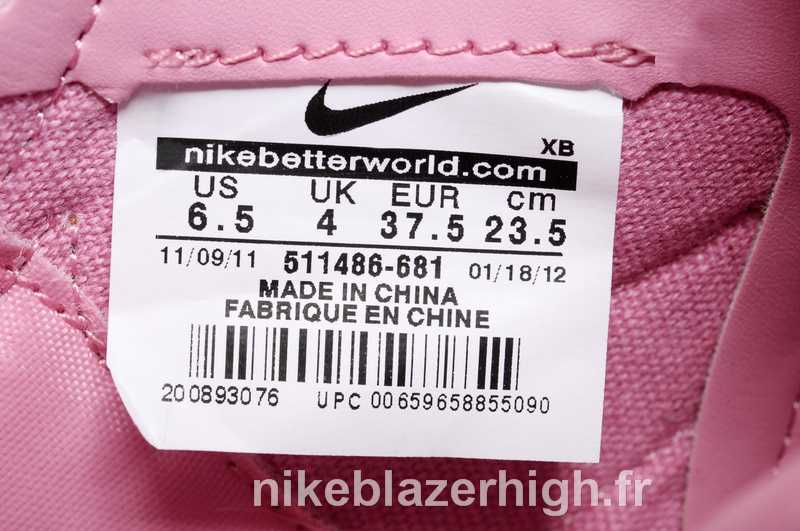 XB
nikebetterworld.com
US UK EUR cm
6.5 4 37.5 23.5
11/09/11 511486-681 01/18/12
MADE IN CHINA
FABRIQUE EN CHINE
200893076 UPC 00659658855090
nikeblazerhigh.fr